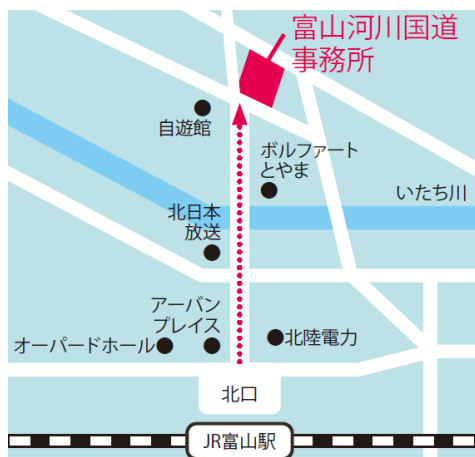 富山河川国道
事務所
自遊館
ボルファート
とやま
いたち川
北日本
放送
アーバン
プレイス
オーバードホール
北陸電力
北口
JR富山駅